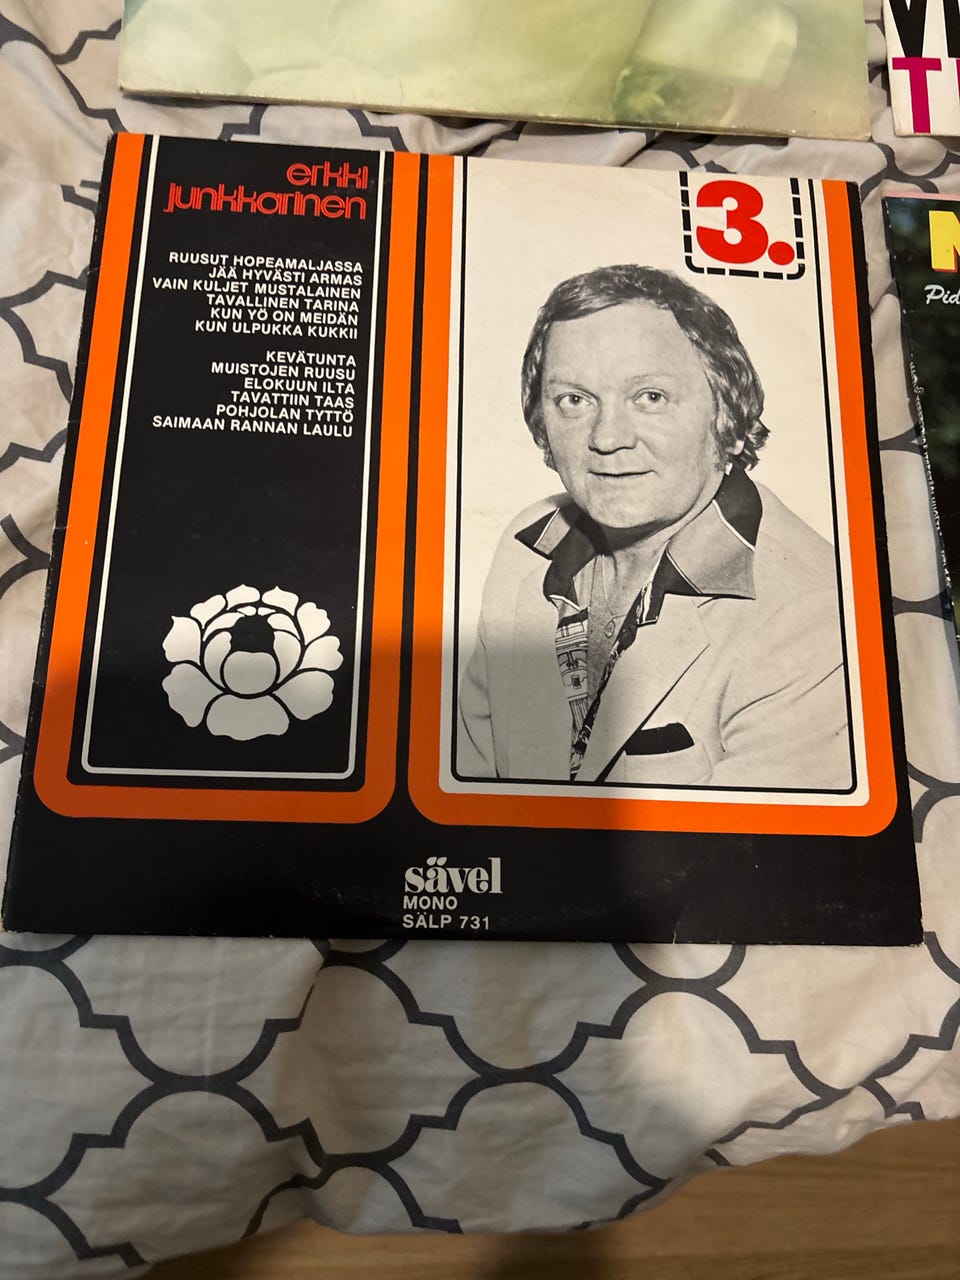 erkki
junkkarinen
RUUSUT HOPEAMALJASSA
JÄÄ HYVÄSTI ARMAS
VAIN KULJET MUSTALAINEN
TAVALLINEN TARINA
KUN YÖ ON MEIDÄN
KUN ULPUKKA KUKKII
KEVÄTUNTA
MUISTOJEN RUUSU
ELOKUUN ILTA
TAVATTIIN TAAS
POHJOLAN TYTTÖ
SAIMAAN RANNAN LAULU
3.
sävel
MONO
SÄLP 731